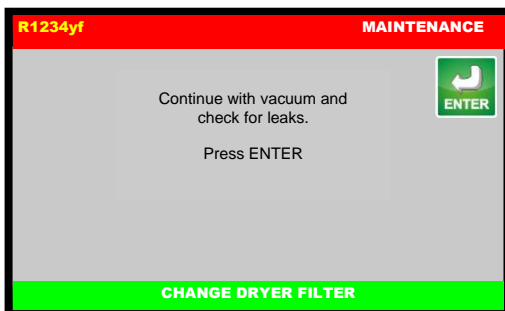 R1234yf MAINTENANCE
Continue with vacuum and
check for leaks.
ENTER
Press ENTER
CHANGE DRYER FILTER